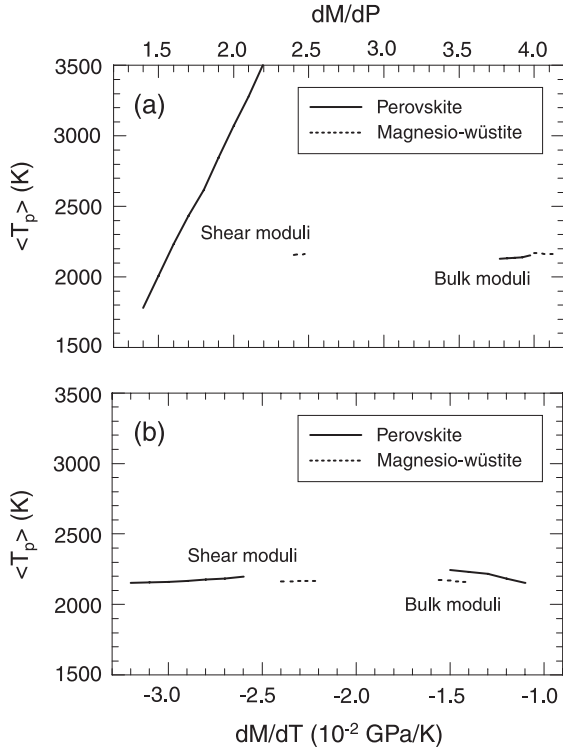 dM/dP
1.5 2.0 2.5 3.0 3.5 4.0
3500
3000
2500
2000
1500
<Tp> (K)
(a)
Perovskite
Magnesio-wüstite
Shear moduli
Bulk moduli
3500
3000
2500
2000
1500
<Tp> (K)
(b)
Perovskite
Magnesio-wüstite
Shear moduli
Bulk moduli
-3.0 -2.5 -2.0 -1.5 -1.0
dM/dT (10⁻² GPa/K)